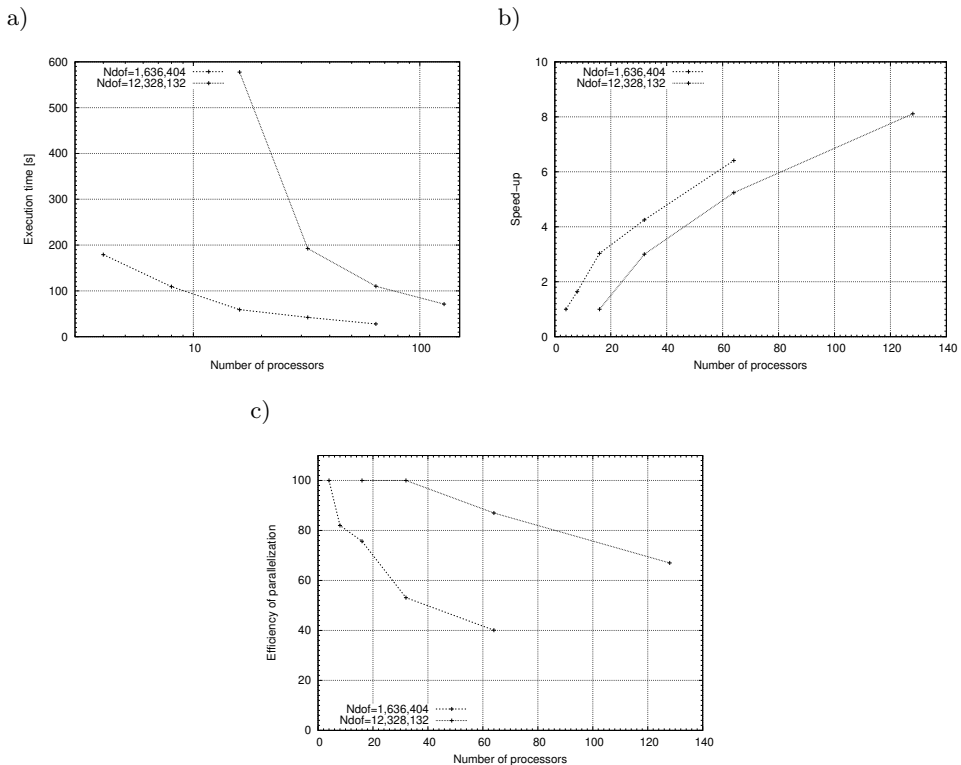 a)
Ndof=1,636,404
Ndof=12,328,132
600
500
400
300
200
100
0
Execution time [s]
10
100
Number of processors
b)
Ndof=1,636,404
Ndof=12,328,132
10
8
6
4
2
0
Speed-up
0 20 40 60 80 100 120 140
Number of processors
c)
100
80
60
40
20
0
Efficiency of parallelization
Ndof=1,636,404
Ndof=12,328,132
0 20 40 60 80 100 120 140
Number of processors